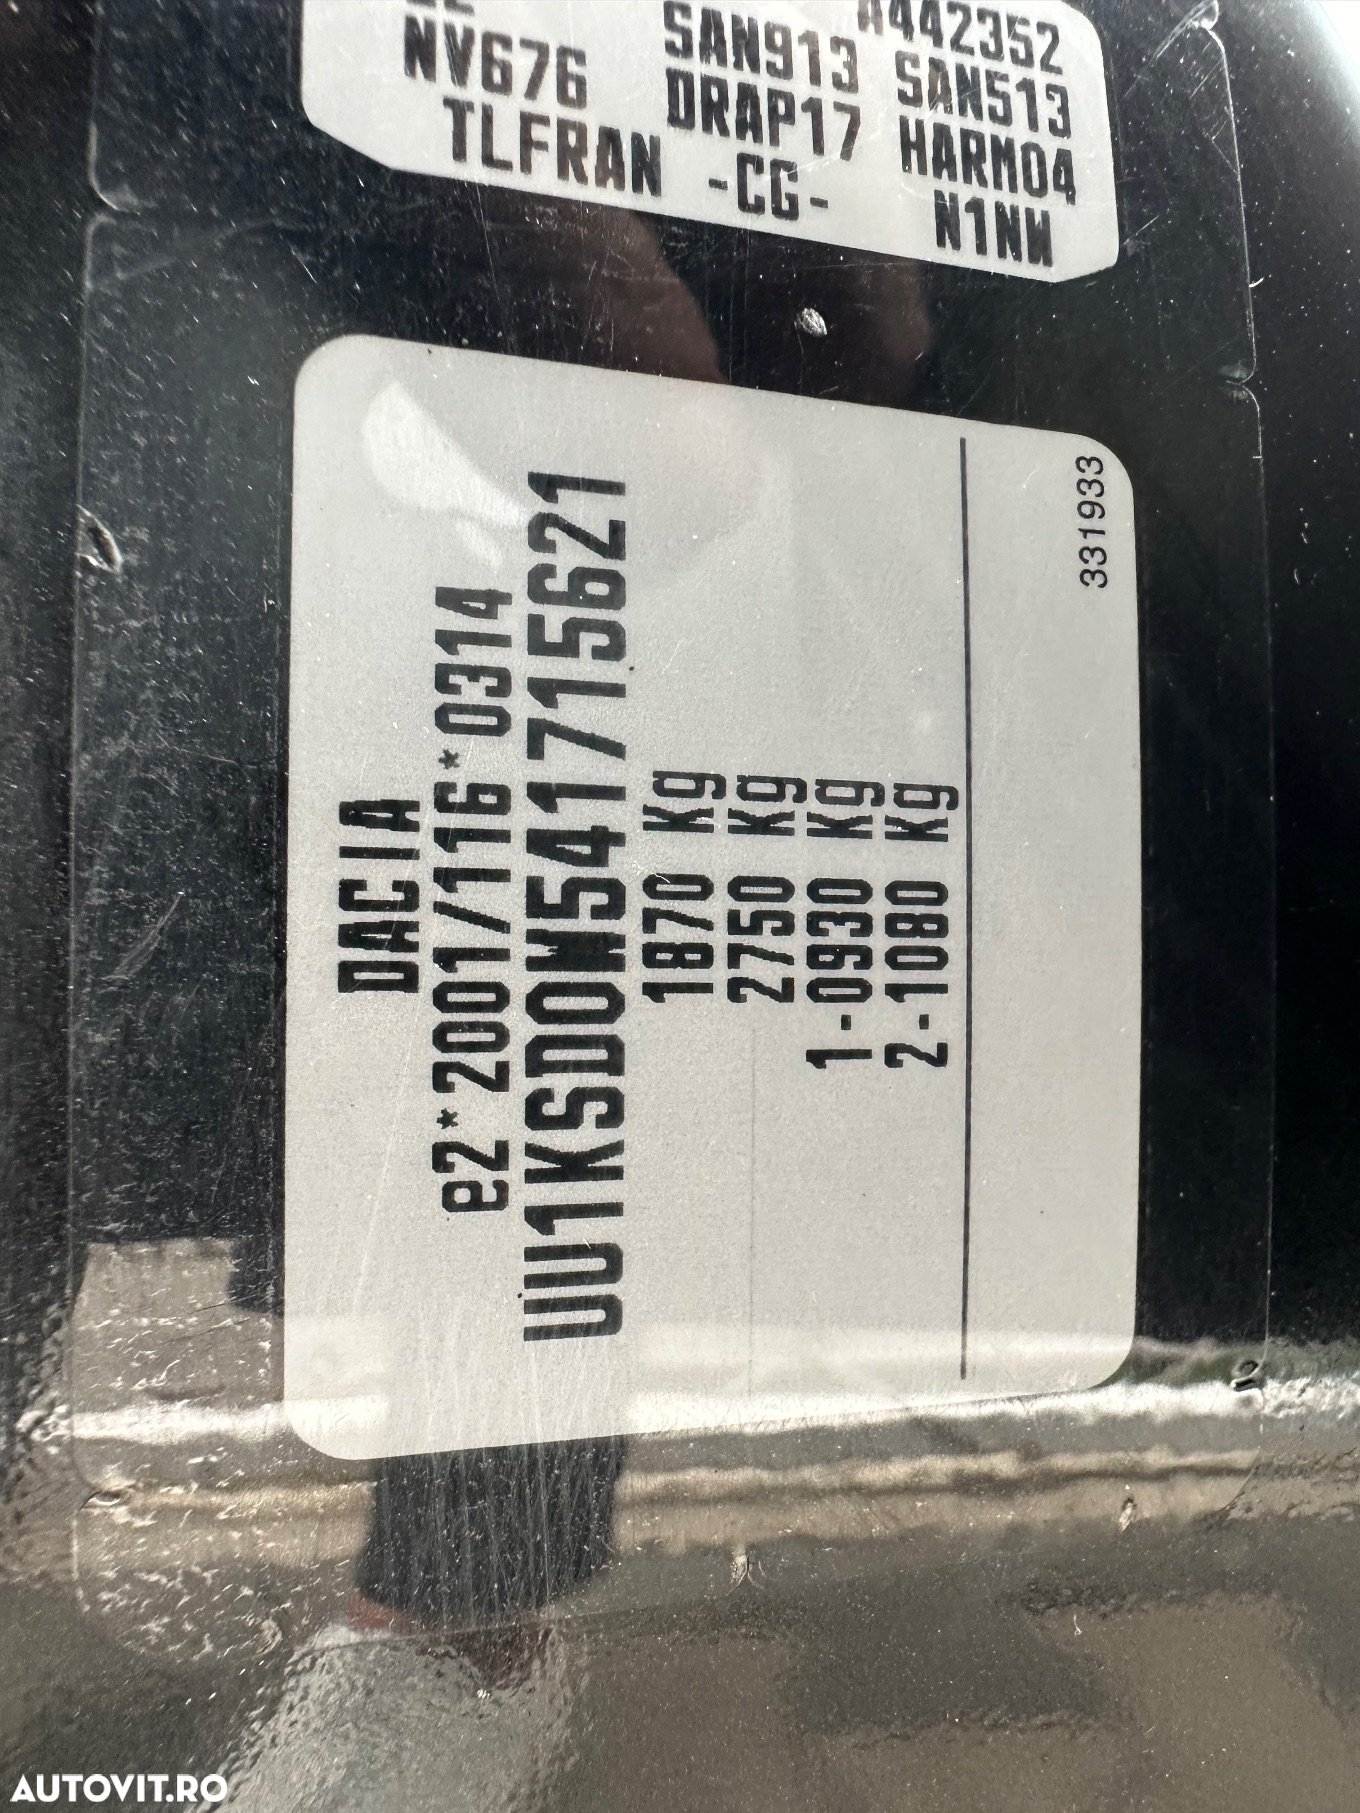 A442352
NV676 SAN913 SAN513
TLFRAN DRAP17 HARM04
-CG- N1NW
DACIA
e2*2001/116*0314
UU1KSD0W541715621
1870 Kg
2750 Kg
1-0930 Kg
2-1080 Kg
331933
AUTOVIT.RO